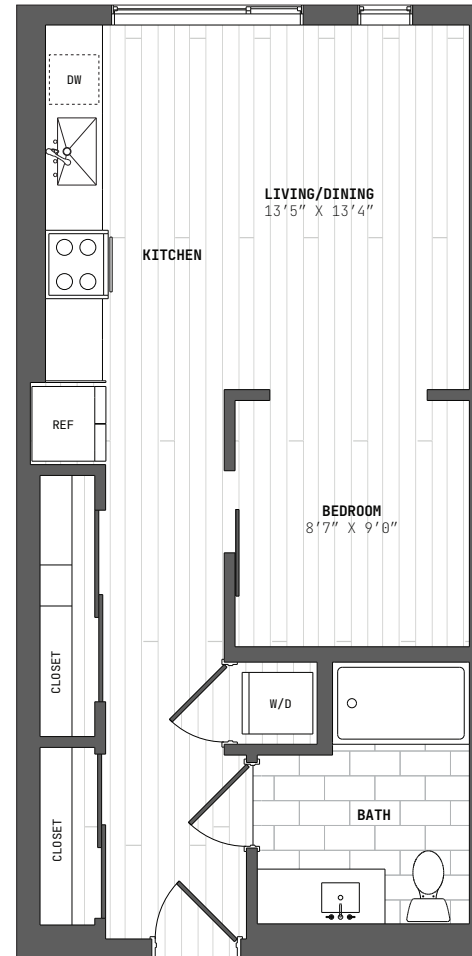 DW
LIVING/DINING
13’5” X 13’4”
KITCHEN
REF
BEDROOM
8’7” X 9’0”
CLOSET
W/D
BATH
CLOSET